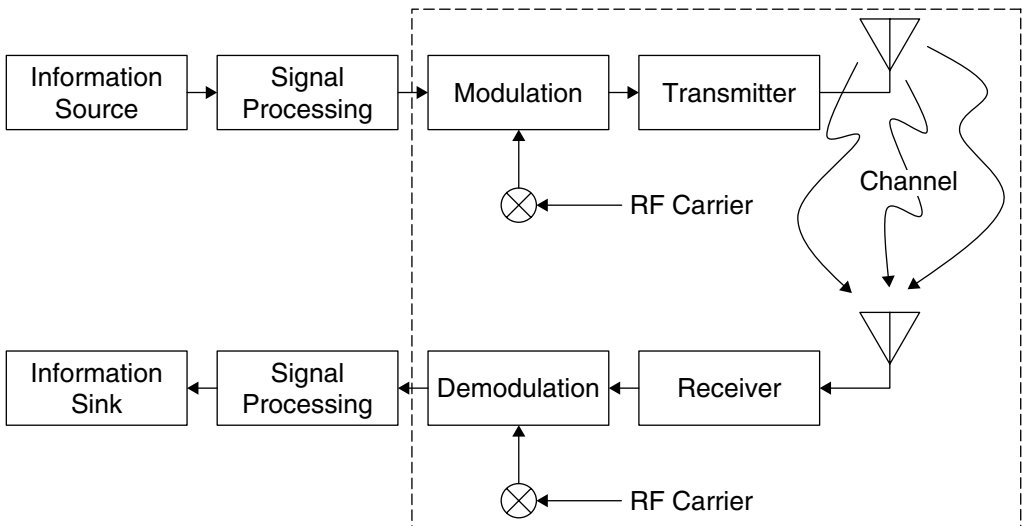 Information
Source
Signal
Processing
Modulation
Transmitter
Channel
RF Carrier
Information
Sink
Signal
Processing
Demodulation
Receiver
RF Carrier